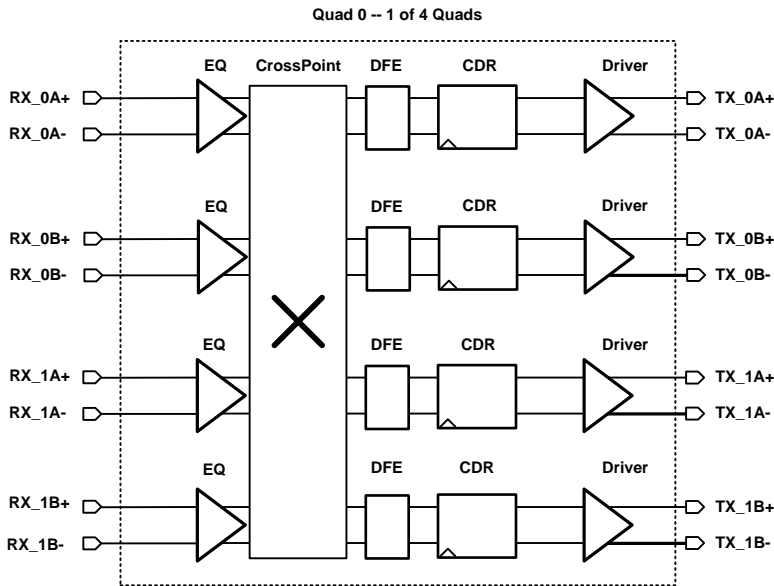 Quad 0 -- 1 of 4 Quads
EQ CrossPoint DFE CDR Driver
RX_0A+ TX_0A+
RX_0A- TX_0A-
EQ DFE CDR Driver
RX_0B+ TX_0B+
RX_0B- TX_0B-
EQ DFE CDR Driver
RX_1A+ TX_1A+
RX_1A- TX_1A-
EQ DFE CDR Driver
RX_1B+ TX_1B+
RX_1B- TX_1B-